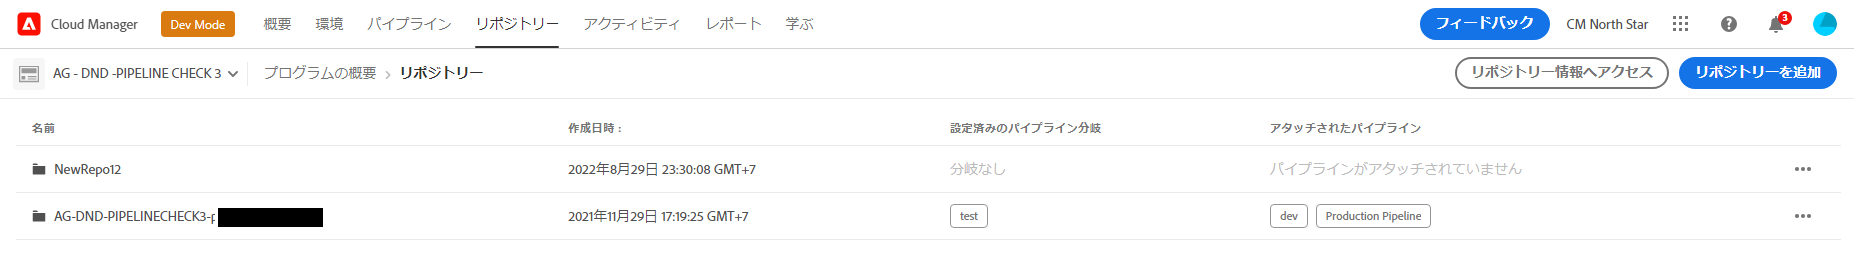 Cloud Manager Dev Mode 概要 環境 パイプライン リポジトリー アクティビティ レポート 学ぶ フィードバック CM North Star 3
AG - DND -PIPELINE CHECK 3 プログラムの概要 › リポジトリー リポジトリー情報へアクセス リポジトリーを追加
名前 作成日時 : 設定済みのパイプライン分岐 アタッチされたパイプライン
NewRepo12 2022年8月29日 23:30:08 GMT+7 分岐なし パイプラインがアタッチされていません
AG-DND-PIPELINECHECK3- 2021年11月29日 17:19:25 GMT+7 test dev Production Pipeline